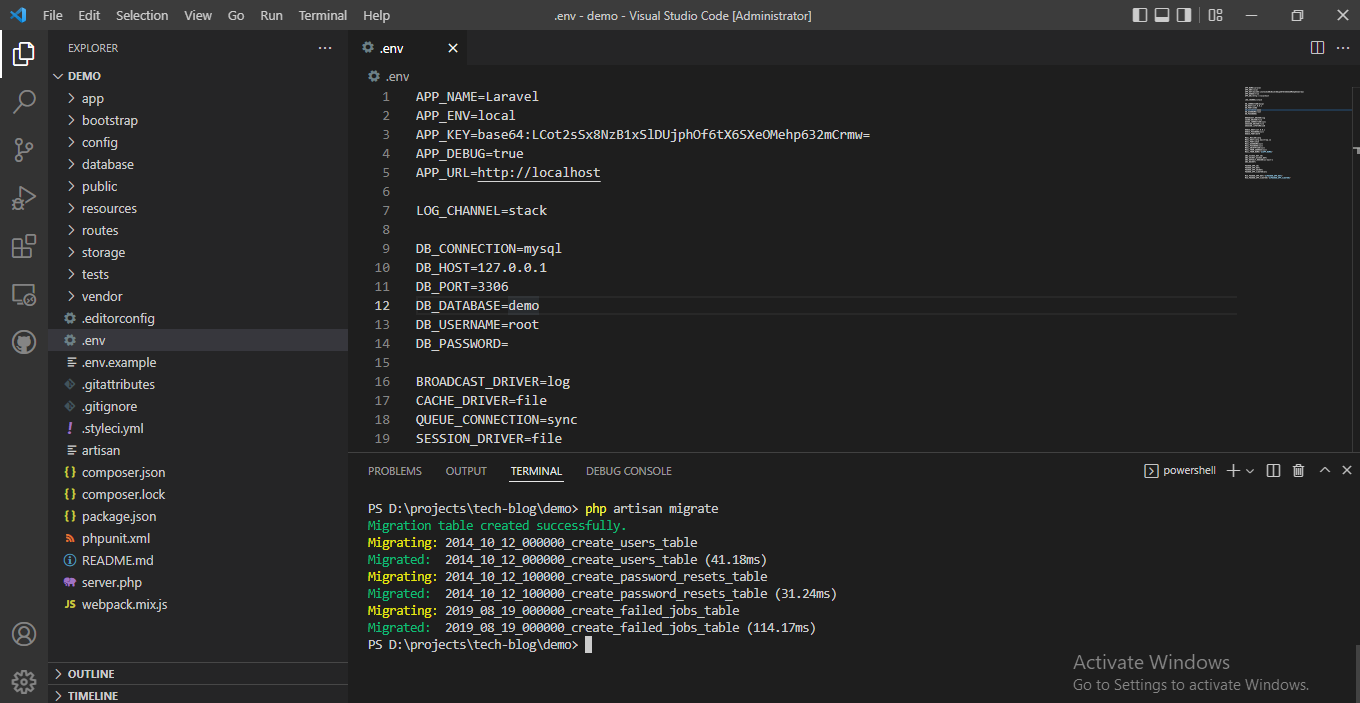 File Edit Selection View Go Run Terminal Help .env - demo - Visual Studio Code [Administrator]
EXPLORER
DEMO
app
bootstrap
config
database
public
resources
routes
storage
tests
vendor
.editorconfig
.env
.env.example
.gitattributes
.gitignore
.styleci.yml
artisan
composer.json
composer.lock
package.json
phpunit.xml
README.md
server.php
JS webpack.mix.js
OUTLINE
TIMELINE
.env
.env
1 APP_NAME=Laravel
2 APP_ENV=local
3 APP_KEY=base64:LCot2sSx8NzB1xSlDUjphOf6tX6SXeOMehp632mCrmw=
4 APP_DEBUG=true
5 APP_URL=http://localhost
6
7 LOG_CHANNEL=stack
8
9 DB_CONNECTION=mysql
10 DB_HOST=127.0.0.1
11 DB_PORT=3306
12 DB_DATABASE=demo
13 DB_USERNAME=root
14 DB_PASSWORD=
15
16 BROADCAST_DRIVER=log
17 CACHE_DRIVER=file
18 QUEUE_CONNECTION=sync
19 SESSION_DRIVER=file
PROBLEMS OUTPUT TERMINAL DEBUG CONSOLE powershell
PS D:\projects\tech-blog\demo> php artisan migrate
Migration table created successfully.
Migrating: 2014_10_12_000000_create_users_table
Migrated: 2014_10_12_000000_create_users_table (41.18ms)
Migrating: 2014_10_12_100000_create_password_resets_table
Migrated: 2014_10_12_100000_create_password_resets_table (31.24ms)
Migrating: 2019_08_19_000000_create_failed_jobs_table
Migrated: 2019_08_19_000000_create_failed_jobs_table (114.17ms)
PS D:\projects\tech-blog\demo>
Activate Windows
Go to Settings to activate Windows.